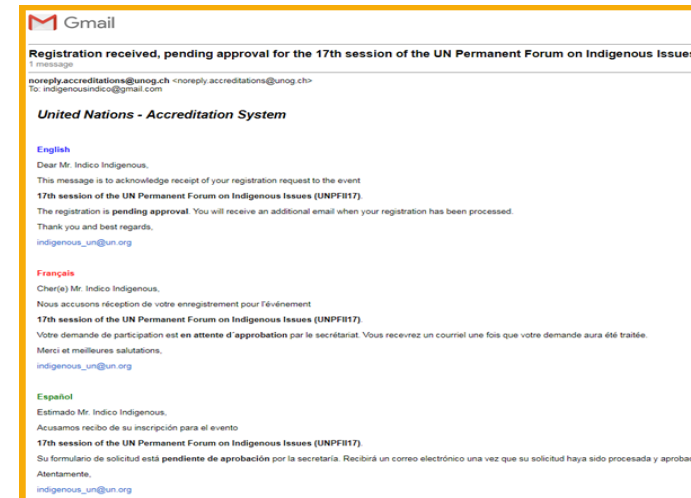 Gmail
Registration received, pending approval for the 17th session of the UN Permanent Forum on Indigenous Issues
1 message
noreply.accreditations@unog.ch <noreply.accreditations@unog.ch>
To: indigenousindico@gmail.com
United Nations - Accreditation System
English
Dear Mr. Indico Indigenous,
This message is to acknowledge receipt of your registration request to the event
17th session of the UN Permanent Forum on Indigenous Issues (UNPFII17).
The registration is pending approval. You will receive an additional email when your registration has been processed.
Thank you and best regards,
indigenous_un@un.org
Français
Cher(e) Mr. Indico Indigenous,
Nous accusons réception de votre enregistrement pour l'événement
17th session of the UN Permanent Forum on Indigenous Issues (UNPFII17).
Votre demande de participation est en attente d´approbation par le secrétariat. Vous recevrez un courriel une fois que votre demande aura été traitée.
Merci et meilleures salutations,
indigenous_un@un.org
Español
Estimado Mr. Indico Indigenous,
Acusamos recibo de su inscripción para el evento
17th session of the UN Permanent Forum on Indigenous Issues (UNPFII17).
Su formulario de solicitud está pendiente de aprobación por la secretaría. Recibirá un correo electrónico una vez que su solicitud haya sido procesada y aproba
Atentamente,
indigenous_un@un.org